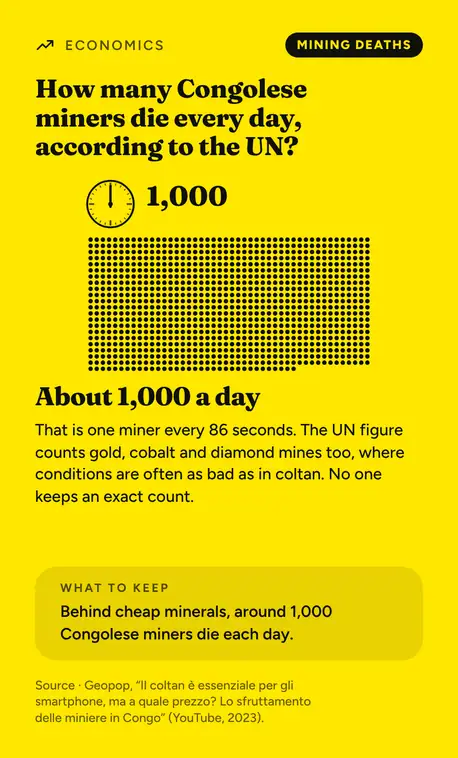 ECONOMICS
MINING DEATHS
How many Congolese
miners die every day,
according to the UN?
1,000
About 1,000 a day
That is one miner every 86 seconds. The UN figure
counts gold, cobalt and diamond mines too, where
conditions are often as bad as in coltan. No one
keeps an exact count.
WHAT TO KEEP
Behind cheap minerals, around 1,000
Congolese miners die each day.
Source · Geopop, “Il coltan è essenziale per gli
smartphone, ma a quale prezzo? Lo sfruttamento
delle miniere in Congo” (YouTube, 2023).